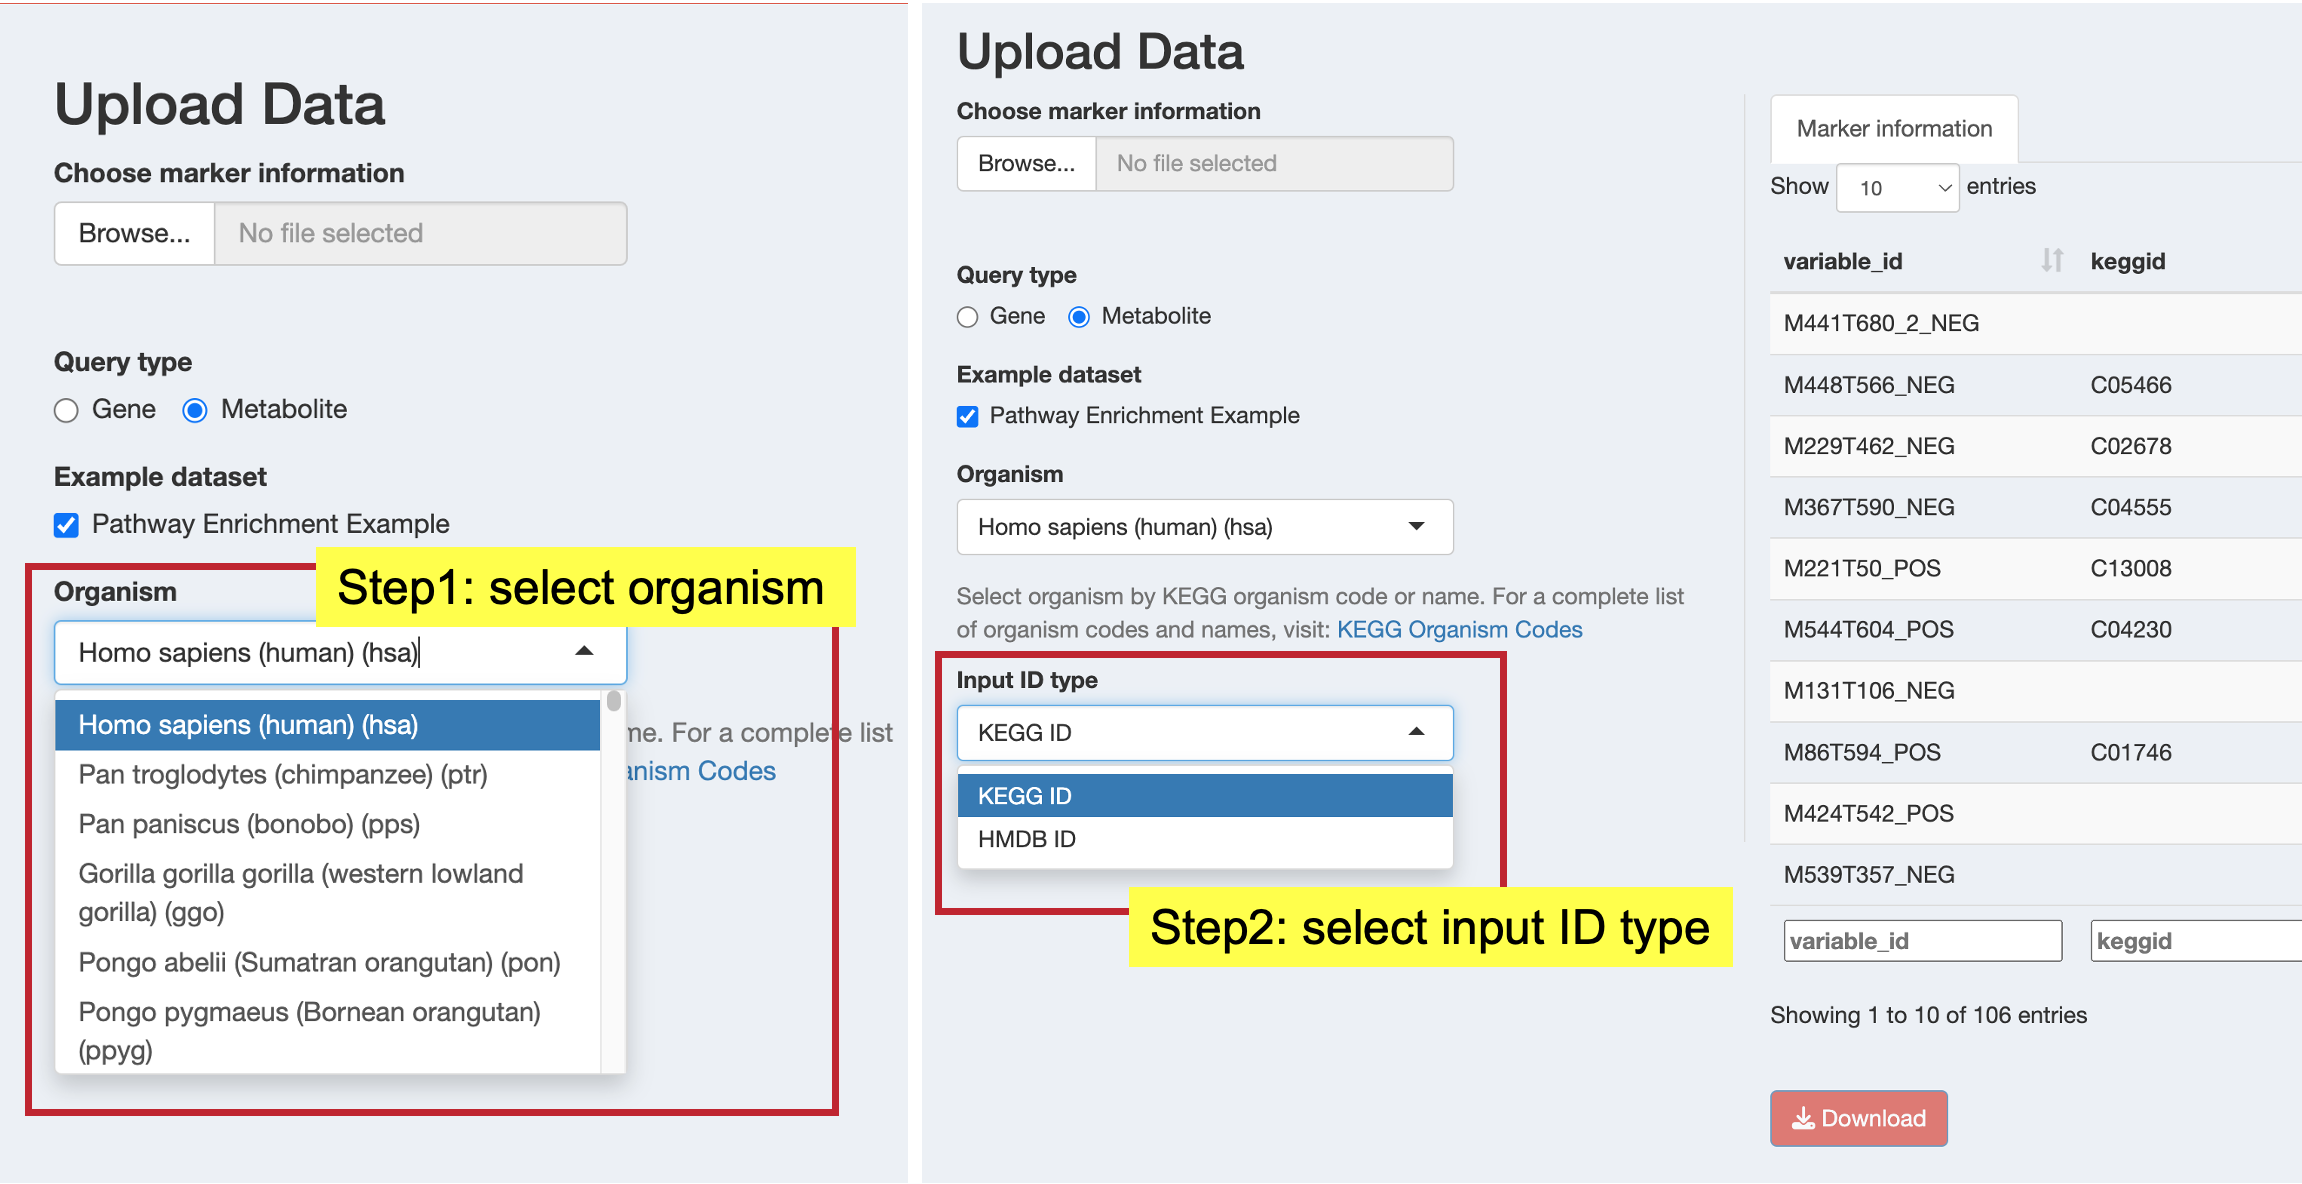 Upload Data
Choose marker information
Browse... No file selected
Query type
Gene Metabolite
Example dataset
Pathway Enrichment Example
Step1: select organism
Organism
Homo sapiens (human) (hsa)
Homo sapiens (human) (hsa)
me. For a complete list
Pan troglodytes (chimpanzee) (ptr)
anism Codes
Pan paniscus (bonobo) (pps)
Gorilla gorilla gorilla (western lowland
gorilla) (ggo)
Pongo abelii (Sumatran orangutan) (pon)
Pongo pygmaeus (Bornean orangutan)
(ppyg)
Upload Data
Choose marker information
Browse... No file selected
Query type
Gene Metabolite
Example dataset
Pathway Enrichment Example
Organism
Homo sapiens (human) (hsa)
Select organism by KEGG organism code or name. For a complete list
of organism codes and names, visit: KEGG Organism Codes
Input ID type
KEGG ID
KEGG ID
HMDB ID
Step2: select input ID type
Marker information
Show 10 entries
variable_id keggid
M441T680_2_NEG
M448T566_NEG C05466
M229T462_NEG C02678
M367T590_NEG C04555
M221T50_POS C13008
M544T604_POS C04230
M131T106_NEG
M86T594_POS C01746
M424T542_POS
M539T357_NEG
variable_id keggid
Showing 1 to 10 of 106 entries
Download